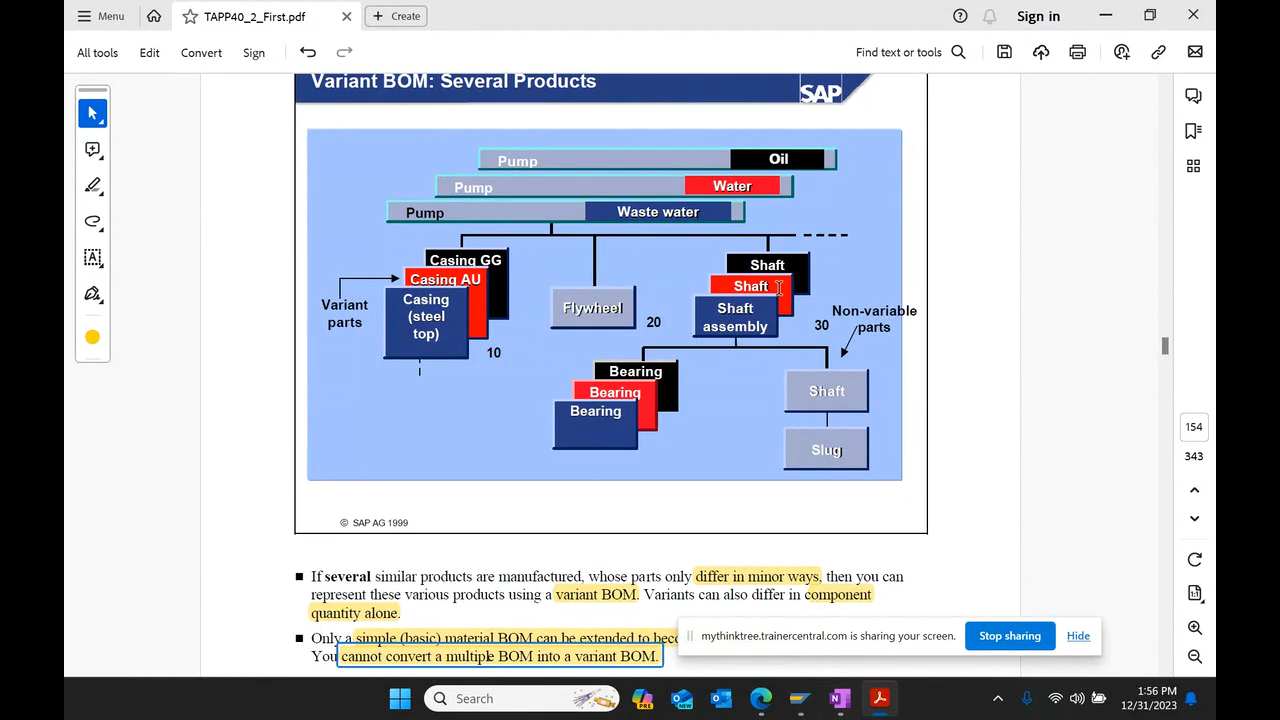 Menu
TAPP40_2_First.pdf
Create
Sign in
All tools
Edit
Convert
Sign
Find text or tools
Variant BOM: Several Products
SAP
Pump
Oil
Pump
Water
Pump
Waste water
Casing GG
Casing AU
Casing
(steel
top)
10
Variant
parts
Flywheel
20
Shaft
Shaft
Shaft
assembly
30
Non-variable
parts
Bearing
Bearing
Bearing
Shaft
Slug
© SAP AG 1999
■ If several similar products are manufactured, whose parts only differ in minor ways, then you can
represent these various products using a variant BOM. Variants can also differ in component
quantity alone.
■ Only a simple (basic) material BOM can be extended to
You cannot convert a multiple BOM into a variant BOM.
mythinktree.trainercentral.com is sharing your screen.
Stop sharing
Hide
154
343
Search
PRE
NEW
1:56 PM
12/31/2023